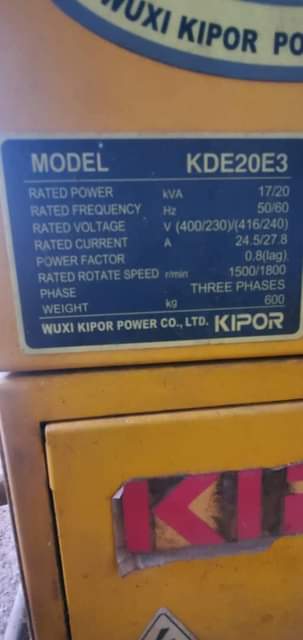 WUXI KIPOR PO
MODEL KDE20E3
RATED POWER kVA 17/20
RATED FREQUENCY Hz 50/60
RATED VOLTAGE V (400/230)/(416/240)
RATED CURRENT A 24.5/27.8
POWER FACTOR 0.8(lag)
RATED ROTATE SPEED r/min 1500/1800
PHASE THREE PHASES
WEIGHT kg 600
WUXI KIPOR POWER CO., LTD. KIPOR
KIP